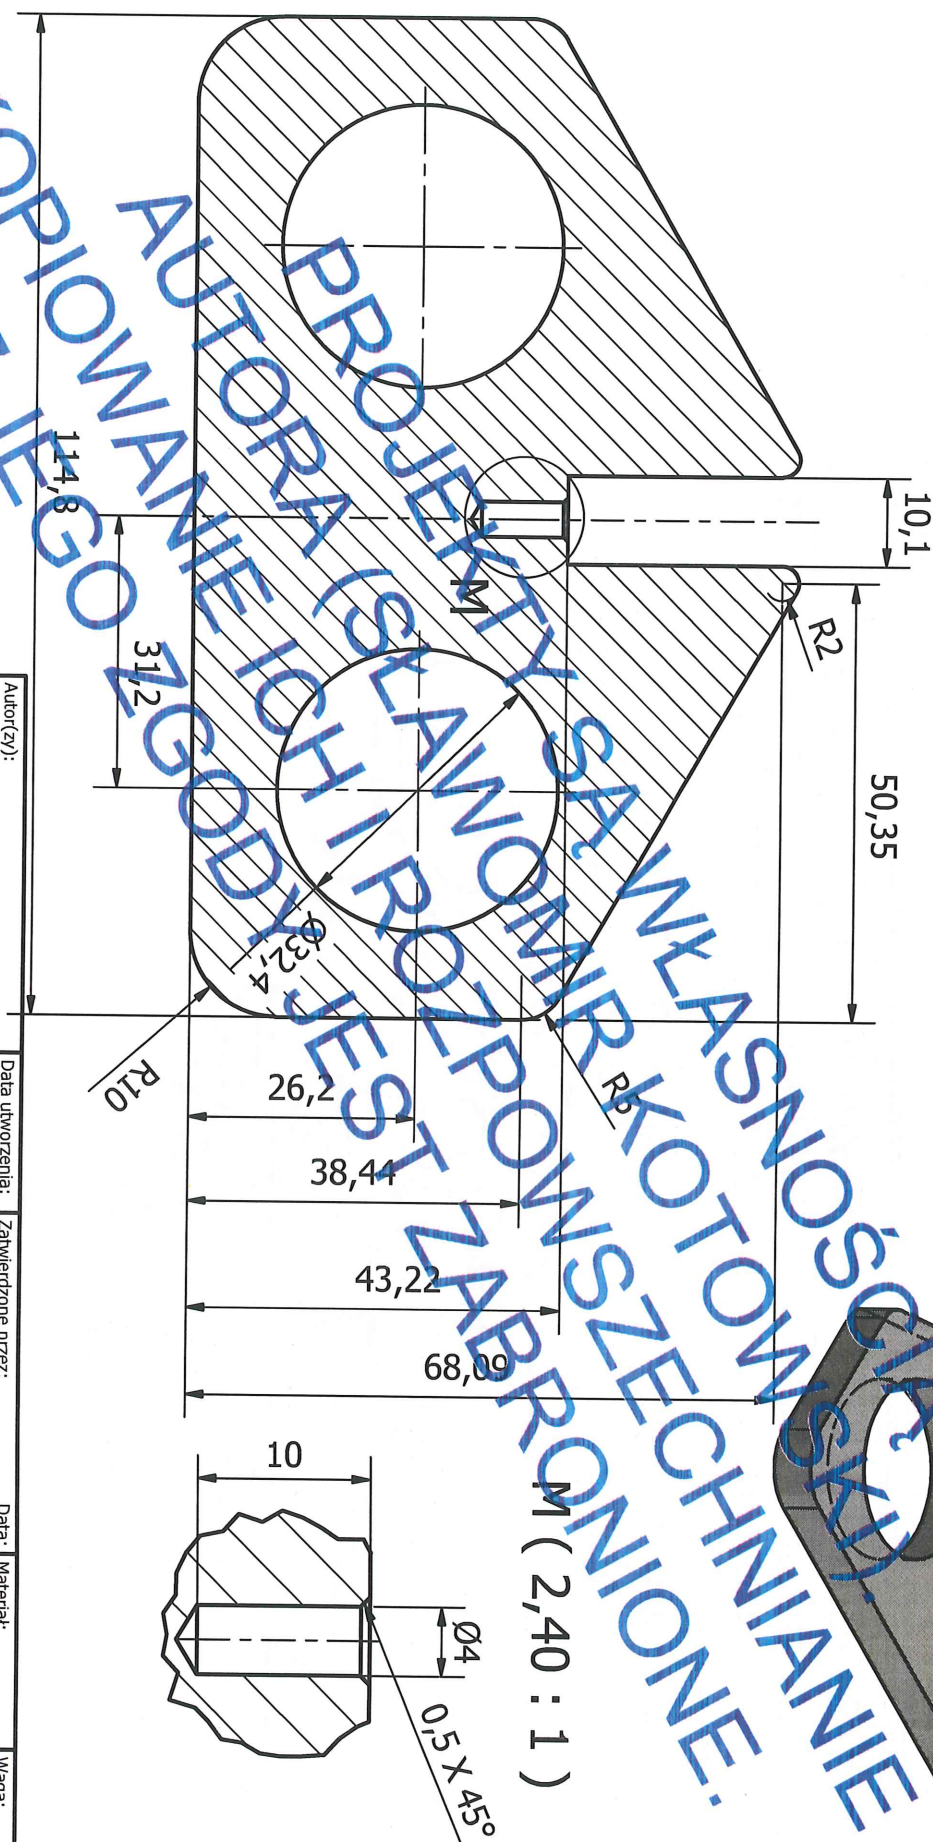 10,1
R2
50,35
M
114,8
31,2
Ø32,4
R10
R5
26,2
38,44
43,22
68,09
M ( 2,40 : 1 )
10
Ø4
0,5 X 45°
PROJEKTY SĄ WŁASNOŚCIĄ
AUTORA (SŁAWOMIR KOTOWSKI).
KOPIOWANIE ICH I ROZPOWSZECHNIANIE
JEGO ZGODY JEST ZABRONIONE.
Autor(zy):
Data utworzenia:
Zatwierdzone przez:
Data:
Materiał:
Waga: